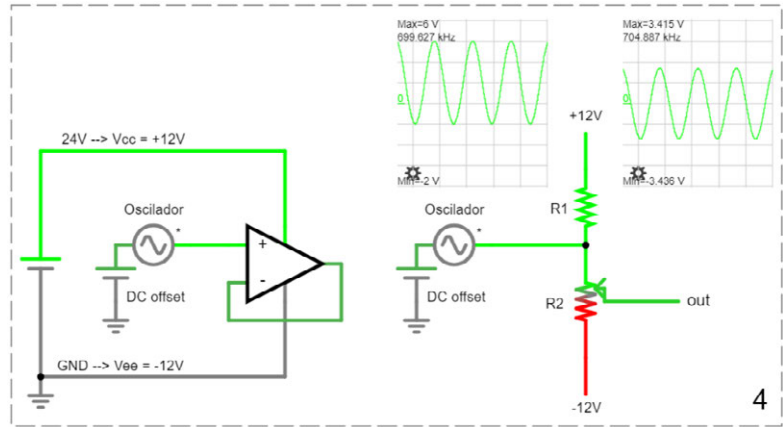 Max=6 V
699.627 kHz
0
Min=-2 V
Max=3.415 V
704.887 kHz
0
Min=-3.436 V
24V --> Vcc = +12V
+12V
Oscilador
*
+
-
DC offset
R1
Oscilador
*
DC offset
R2
out
GND --> Vee = -12V
-12V
4